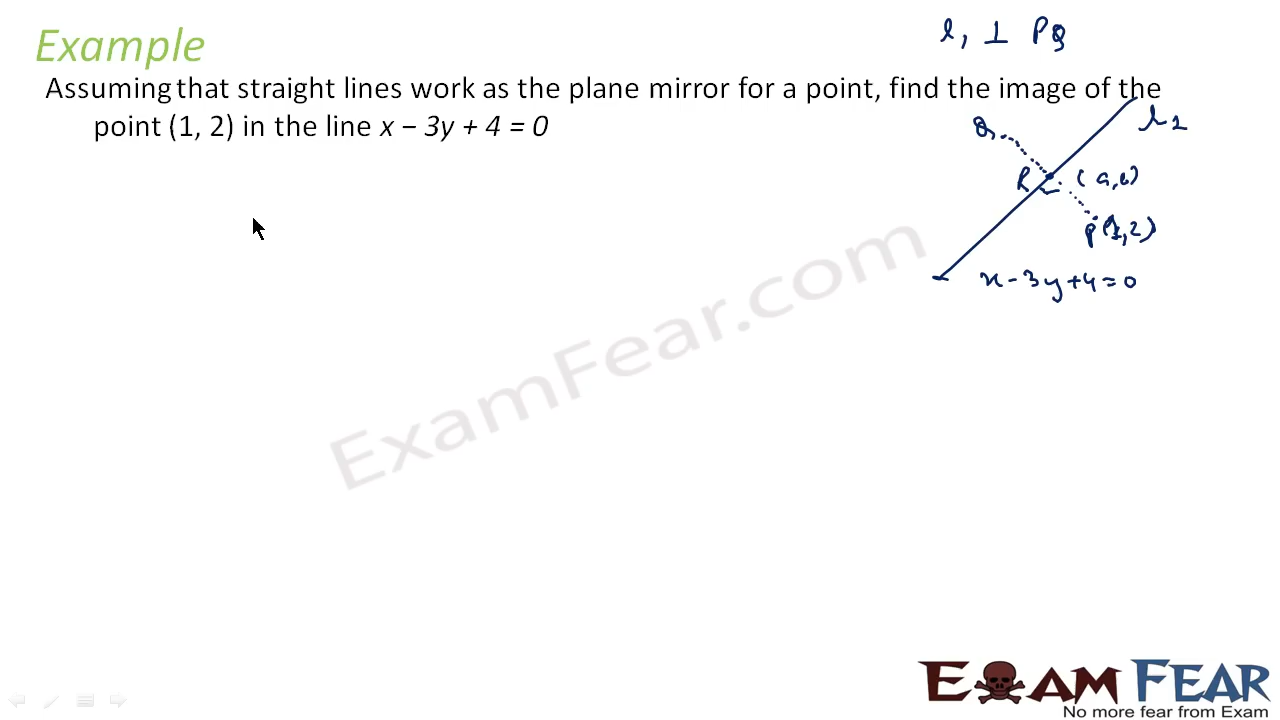 Example
l₁ ⊥ PQ
Assuming that straight lines work as the plane mirror for a point, find the image of the
point (1, 2) in the line x − 3y + 4 = 0
l₁
Q
R (a,b)
P(1,2)
x - 3y + 4 = 0
ExamFear.com
EXAM FEAR
No more fear from Exam